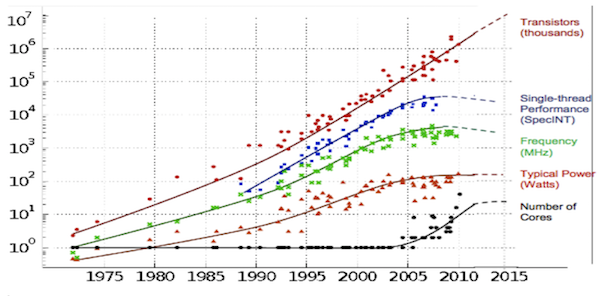 10⁷
10⁶
10⁵
10⁴
10³
10²
10¹
10⁰
1975 1980 1985 1990 1995 2000 2005 2010 2015
Transistors
(thousands)
Single-thread
Performance
(SpecINT)
Frequency
(MHz)
Typical Power
(Watts)
Number of
Cores